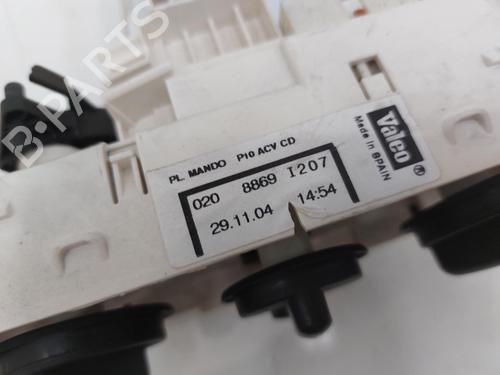 PL. MANDO P10 ACV CD
020 8869 I207
29.11.04 14:54
Valeo
®
Made in SPAIN
B-PARTS